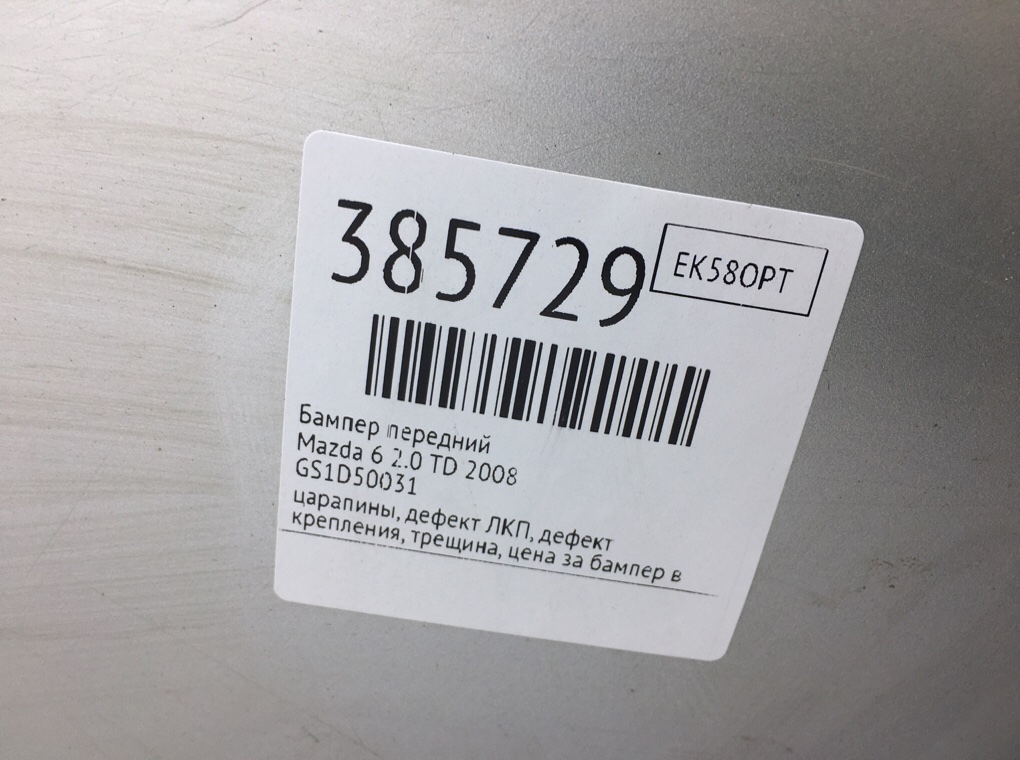 385729
EK58OPT
Бампер передний
Mazda 6 2.0 TD 2008
GS1D50031
царапины, дефект ЛКП, дефект
крепления, трещина, цена за бампер в